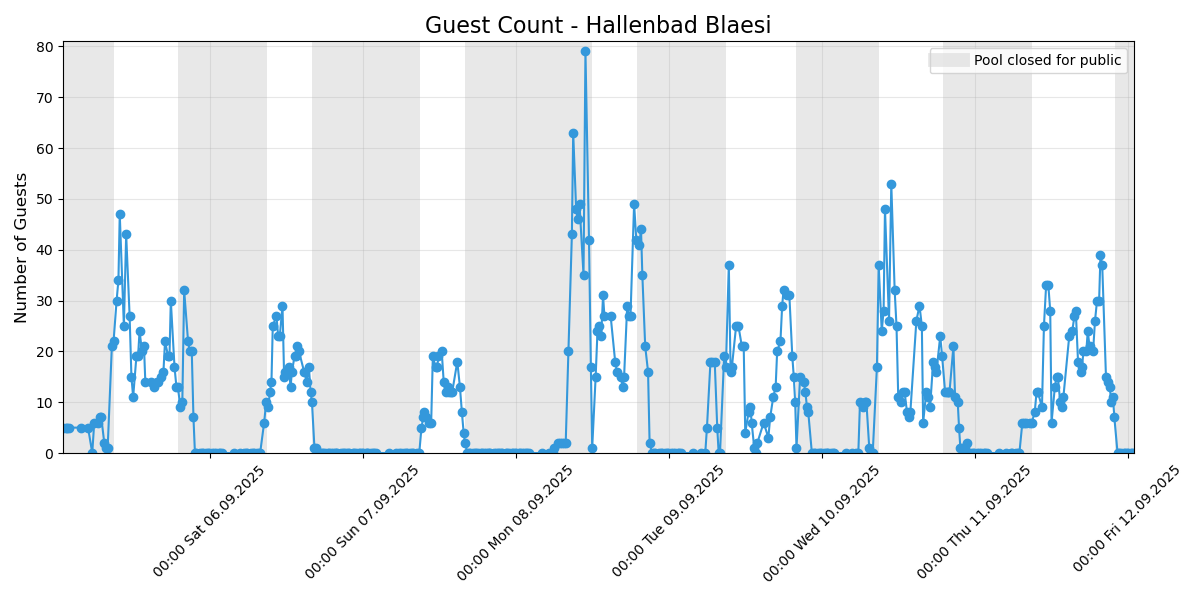 Guest Count - Hallenbad Blaesi
Pool closed for public
Number of Guests
80
70
60
50
40
30
20
10
0
00:00 Sat 06.09.2025
00:00 Sun 07.09.2025
00:00 Mon 08.09.2025
00:00 Tue 09.09.2025
00:00 Wed 10.09.2025
00:00 Thu 11.09.2025
00:00 Fri 12.09.2025